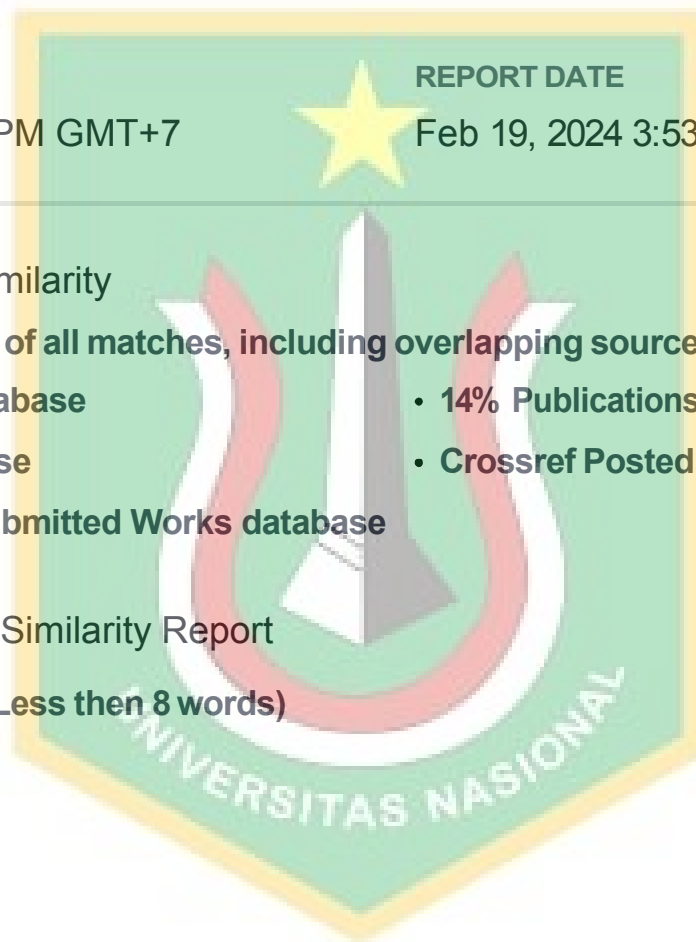 REPORT DATE
PM GMT+7 Feb 19, 2024 3:53
milarity
of all matches, including overlapping source
abase • 14% Publications
se • Crossref Posted
bmitted Works database
Similarity Report
Less then 8 words)
UNIVERSITAS NASIONAL